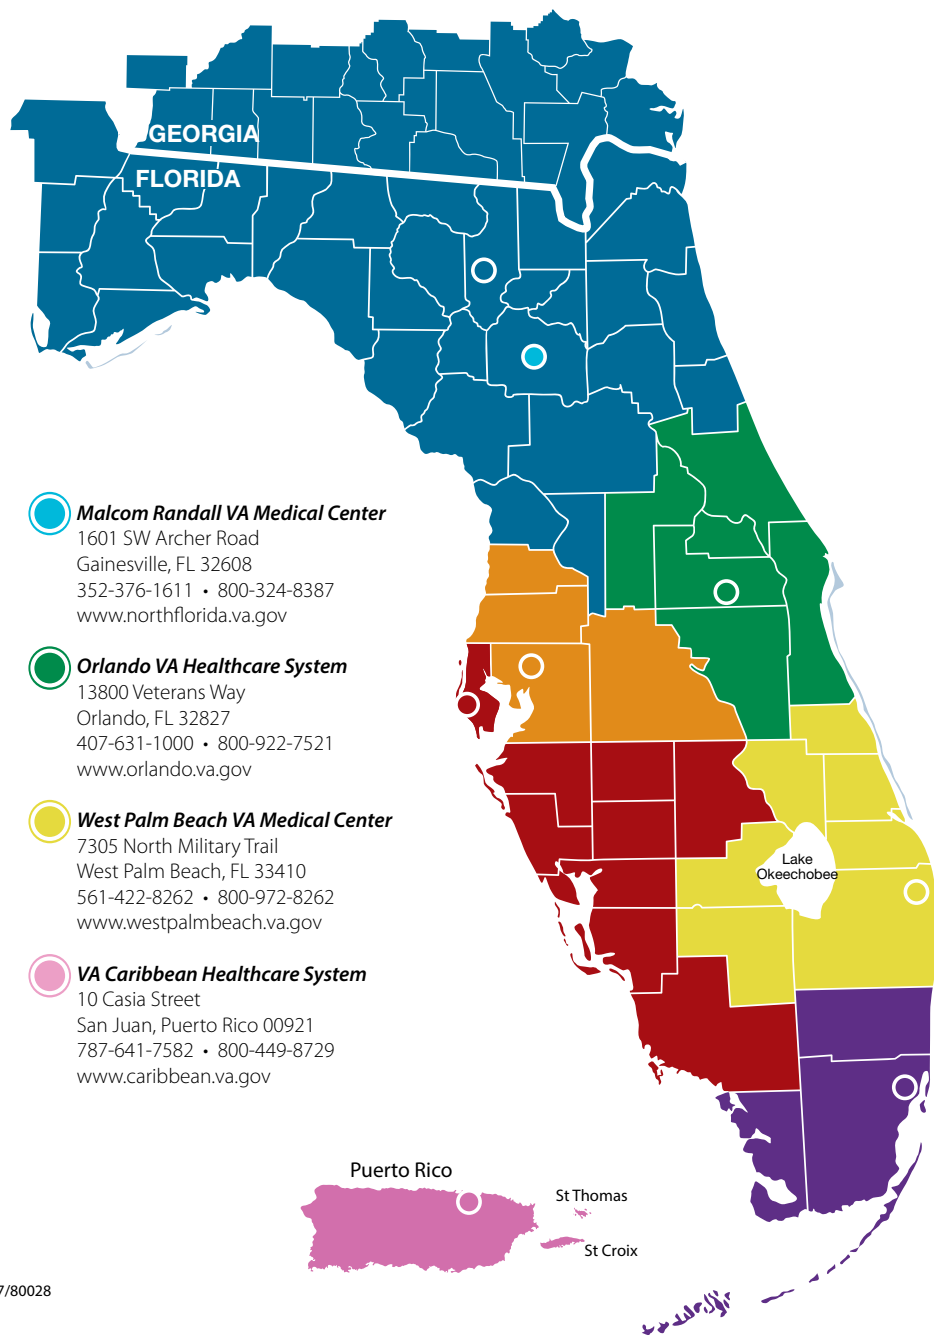 GEORGIA
FLORIDA
Malcom Randall VA Medical Center
1601 SW Archer Road
Gainesville, FL 32608
352-376-1611 • 800-324-8387
www.northflorida.va.gov
Orlando VA Healthcare System
13800 Veterans Way
Orlando, FL 32827
407-631-1000 • 800-922-7521
www.orlando.va.gov
West Palm Beach VA Medical Center
7305 North Military Trail
West Palm Beach, FL 33410
561-422-8262 • 800-972-8262
www.westpalmbeach.va.gov
Lake
Okeechobee
VA Caribbean Healthcare System
10 Casia Street
San Juan, Puerto Rico 00921
787-641-7582 • 800-449-8729
www.caribbean.va.gov
Puerto Rico
St Thomas
St Croix
7/80028